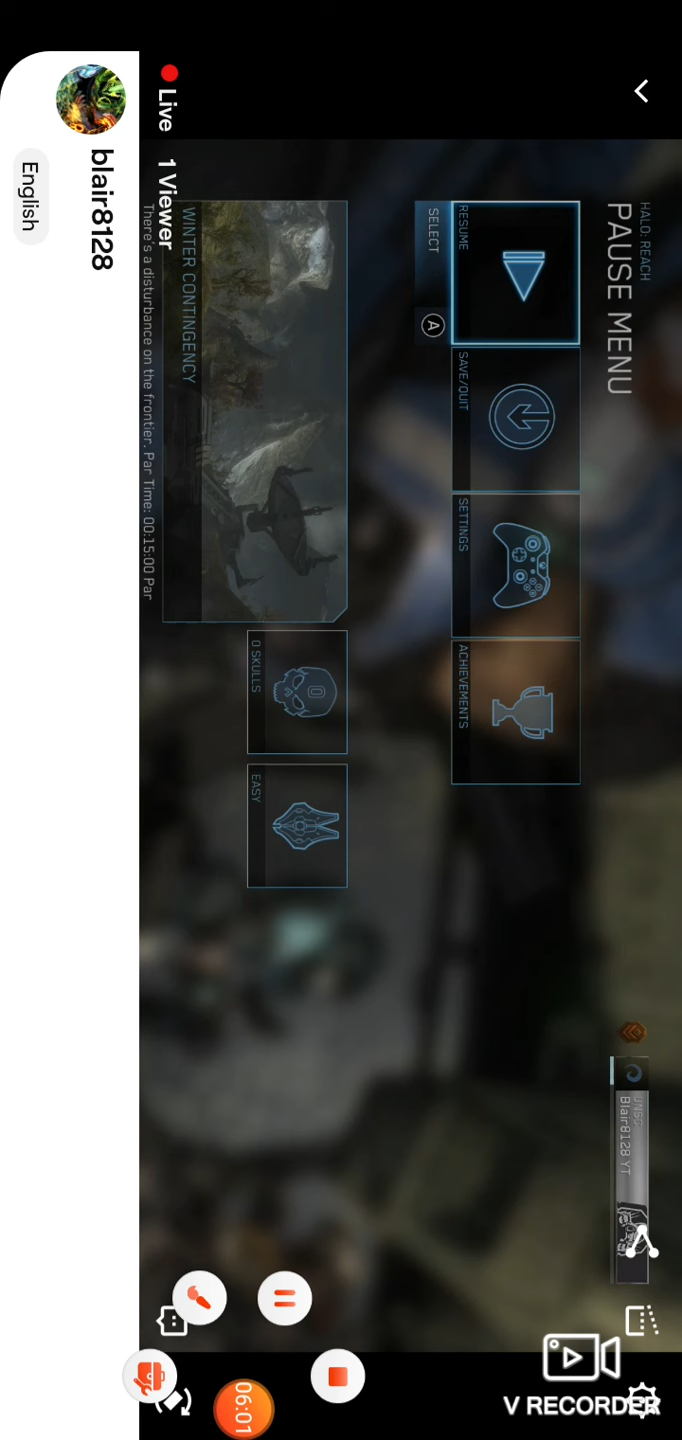 HALO: REACH
PAUSE MENU
RESUME
SAVE/QUIT
SETTINGS
ACHIEVEMENTS
SELECT
A
UNSC
Blair8128 YT
0
0 SKULLS
EASY
WINTER CONTINGENCY
There's a disturbance on the frontier. Par Time: 00:15:00 Par
Live
1 Viewer
blair8128
English
06:01
V RECORDER